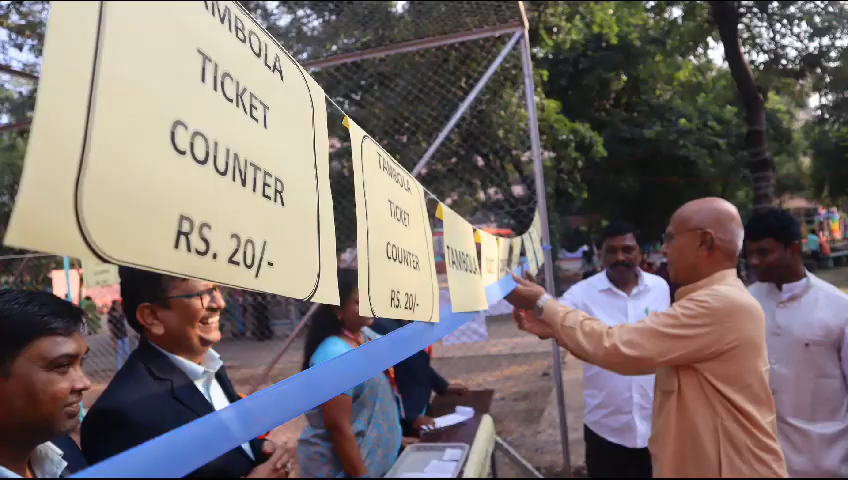 TAMBOLA
TICKET
COUNTER
RS. 20/-
TAMBOLA
TICKET
COUNTER
RS. 20/-
TAMBOLA